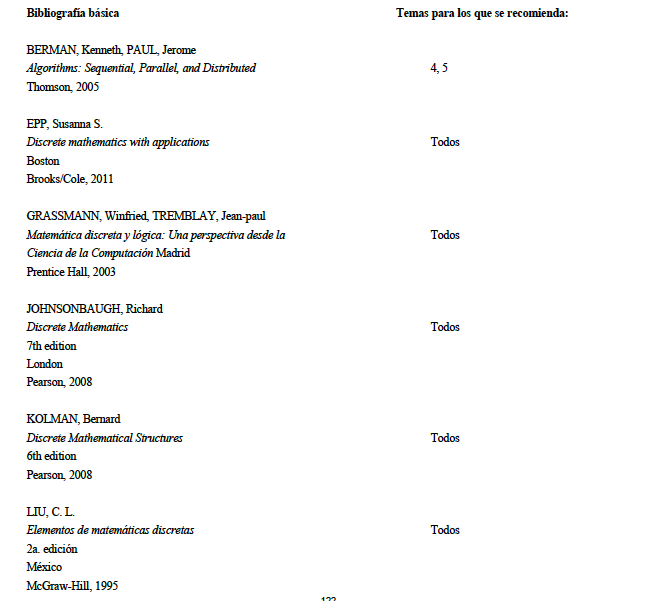 Bibliografía básica Temas para los que se recomienda:
BERMAN, Kenneth, PAUL, Jerome
Algorithms: Sequential, Parallel, and Distributed 4, 5
Thomson, 2005
EPP, Susanna S.
Discrete mathematics with applications Todos
Boston
Brooks/Cole, 2011
GRASSMANN, Winfried, TREMBLAY, Jean-paul
Matemática discreta y lógica: Una perspectiva desde la Todos
Ciencia de la Computación Madrid
Prentice Hall, 2003
JOHNSONBAUGH, Richard
Discrete Mathematics Todos
7th edition
London
Pearson, 2008
KOLMAN, Bernard
Discrete Mathematical Structures Todos
6th edition
Pearson, 2008
LIU, C. L.
Elementos de matemáticas discretas Todos
2a. edición
México
McGraw-Hill, 1995